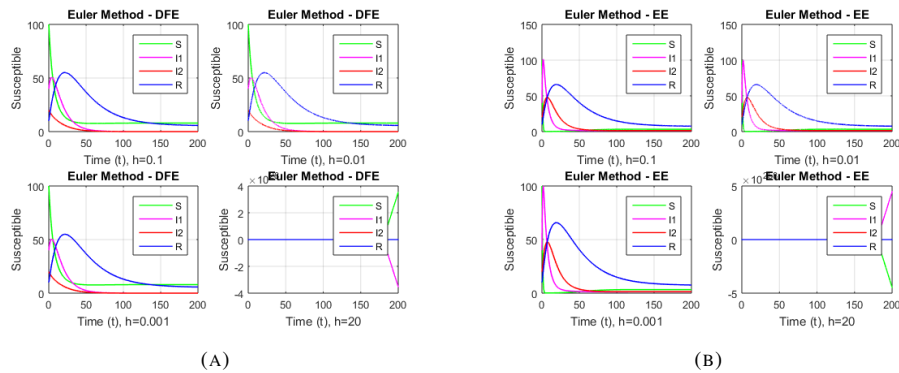 Euler Method - DFE
100
50
0
Susceptible
S
I1
I2
R
0 50 100 150 200
Time (t), h=0.1
Euler Method - DFE
100
50
0
Susceptible
S
I1
I2
R
0 50 100 150 200
Time (t), h=0.01
Euler Method - DFE
100
50
0
Susceptible
S
I1
I2
R
0 50 100 150 200
Time (t), h=0.001
Euler Method - DFE
4
2
0
-2
-4
Susceptible
S
I1
I2
R
0 50 100 150 200
Time (t), h=20
(A)
Euler Method - EE
150
100
50
0
Susceptible
S
I1
I2
R
0 50 100 150 200
Time (t), h=0.1
Euler Method - EE
150
100
50
0
Susceptible
S
I1
I2
R
0 50 100 150 200
Time (t), h=0.01
Euler Method - EE
100
50
0
Susceptible
S
I1
I2
R
0 50 100 150 200
Time (t), h=0.001
Euler Method - EE
5
0
-5
Susceptible
S
I1
I2
R
0 50 100 150 200
Time (t), h=20
(B)